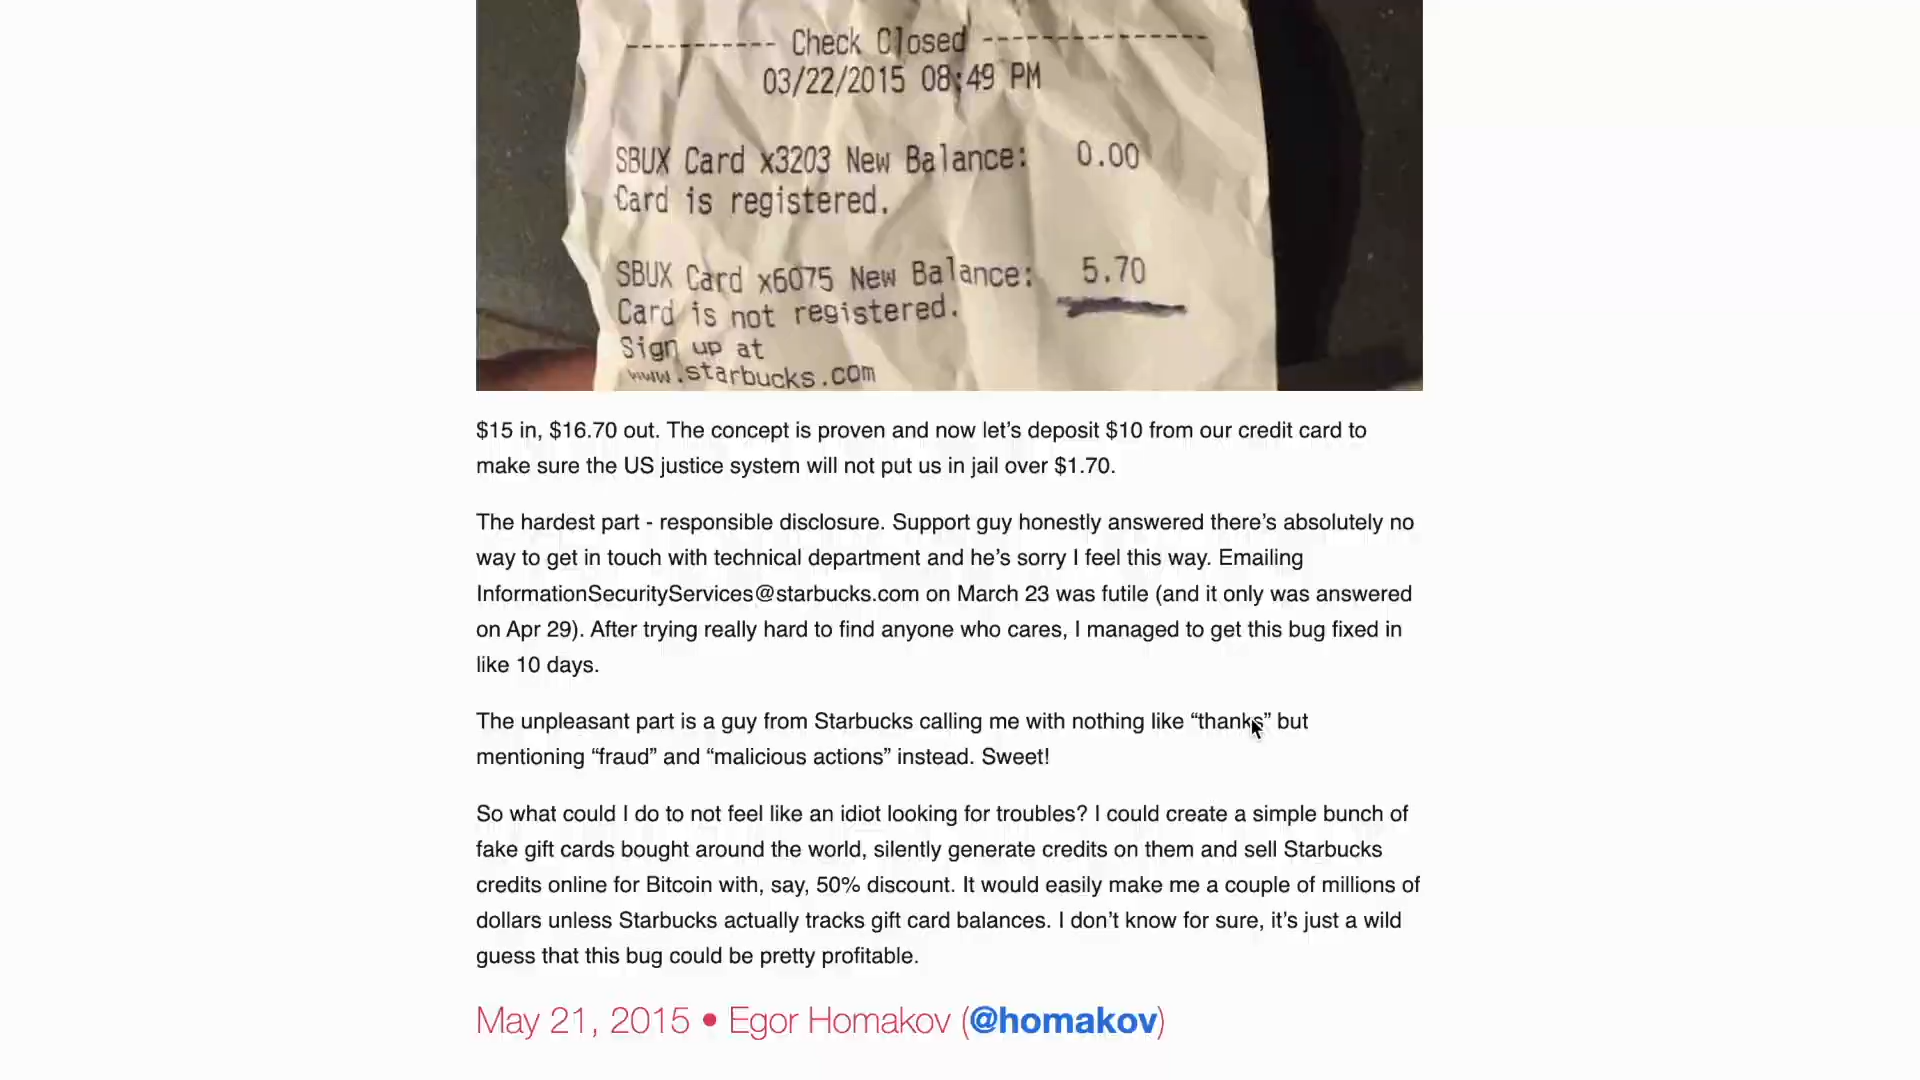 ----------- Check Closed ---------------
03/22/2015 08:49 PM
SBUX Card x3203 New Balance: 0.00
Card is registered.
SBUX Card x6075 New Balance: 5.70
Card is not registered.
Sign up at
www.starbucks.com
$15 in, $16.70 out. The concept is proven and now let’s deposit $10 from our credit card to
make sure the US justice system will not put us in jail over $1.70.
The hardest part - responsible disclosure. Support guy honestly answered there’s absolutely no
way to get in touch with technical department and he’s sorry I feel this way. Emailing
InformationSecurityServices@starbucks.com on March 23 was futile (and it only was answered
on Apr 29). After trying really hard to find anyone who cares, I managed to get this bug fixed in
like 10 days.
The unpleasant part is a guy from Starbucks calling me with nothing like “thanks” but
mentioning “fraud” and “malicious actions” instead. Sweet!
So what could I do to not feel like an idiot looking for troubles? I could create a simple bunch of
fake gift cards bought around the world, silently generate credits on them and sell Starbucks
credits online for Bitcoin with, say, 50% discount. It would easily make me a couple of millions of
dollars unless Starbucks actually tracks gift card balances. I don’t know for sure, it’s just a wild
guess that this bug could be pretty profitable.
May 21, 2015 • Egor Homakov (@homakov)